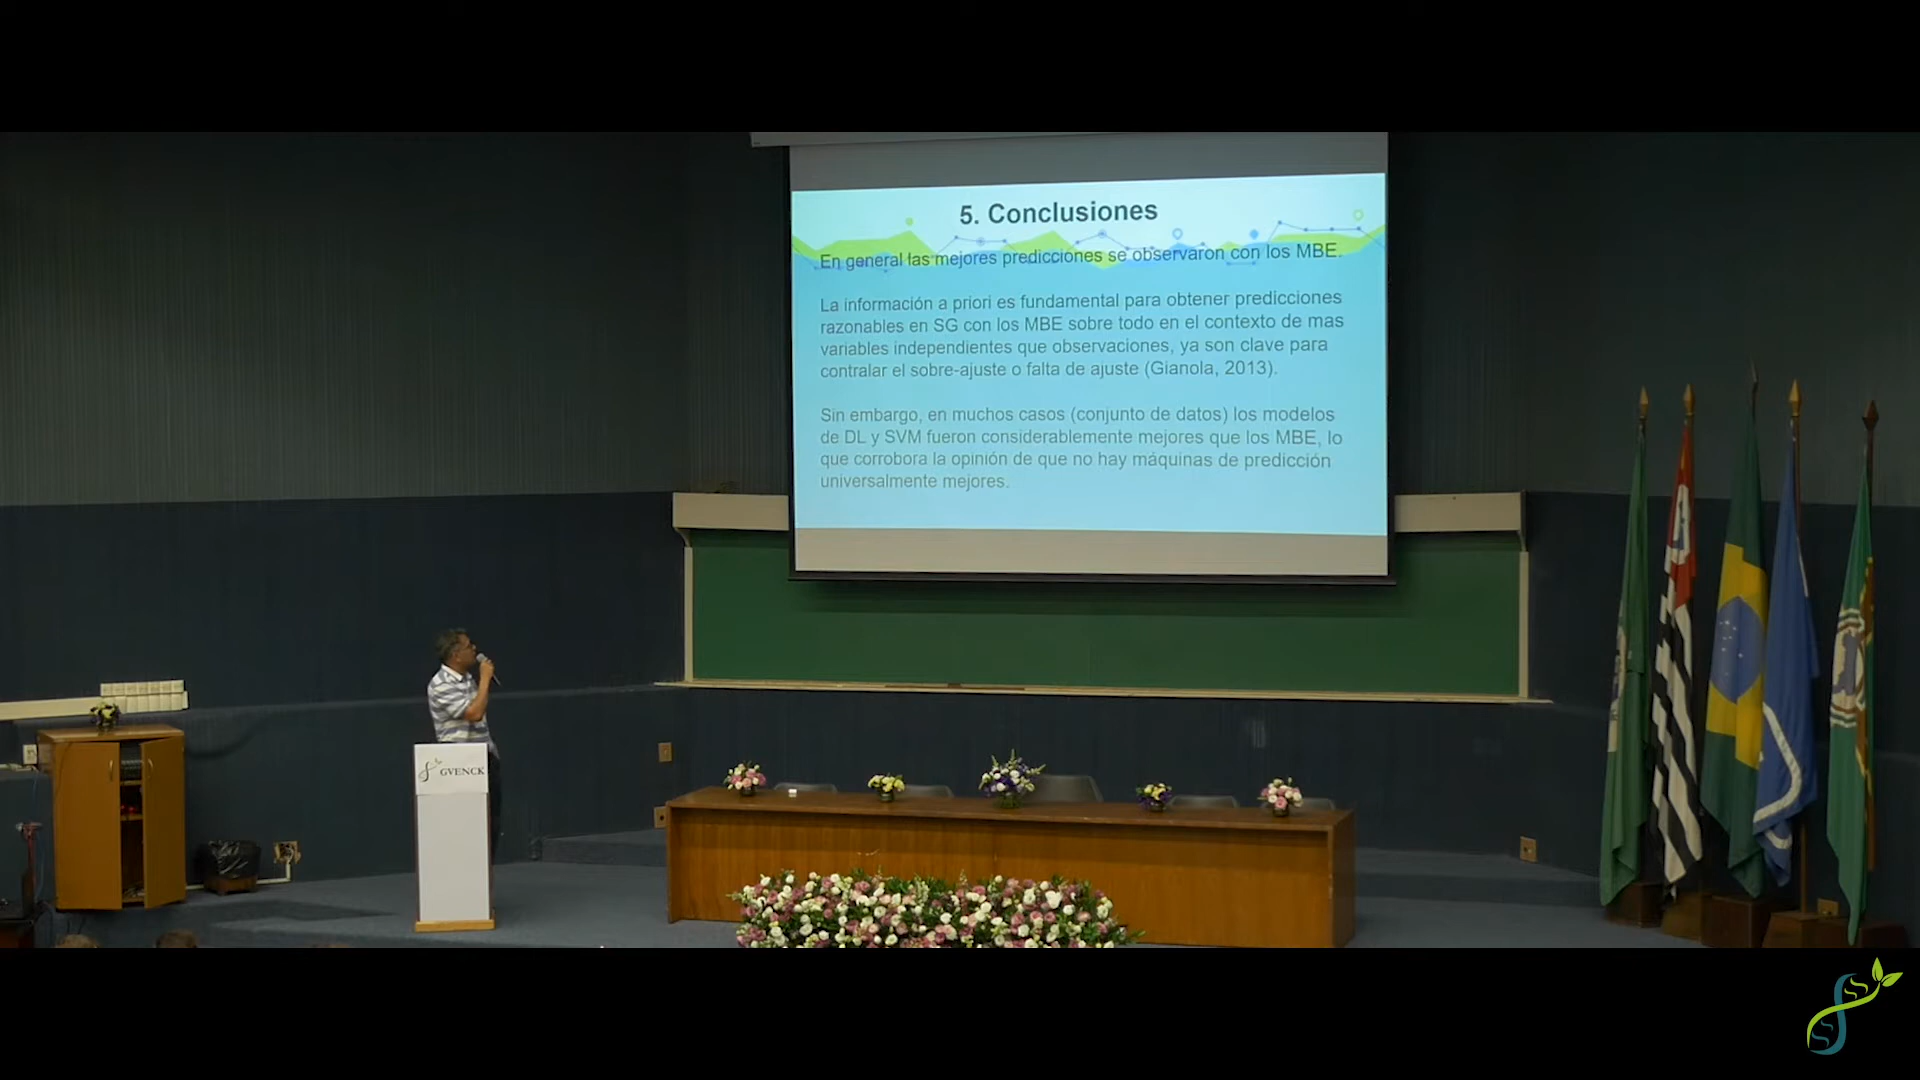 5. Conclusiones
En general las mejores predicciones se observaron con los MBE.
La información a priori es fundamental para obtener predicciones
razonables en SG con los MBE sobre todo en el contexto de mas
variables independientes que observaciones, ya son clave para
contralar el sobre-ajuste o falta de ajuste (Gianola, 2013).
Sin embargo, en muchos casos (conjunto de datos) los modelos
de DL y SVM fueron considerablemente mejores que los MBE, lo
que corrobora la opinión de que no hay máquinas de predicción
universalmente mejores.
GVENCK